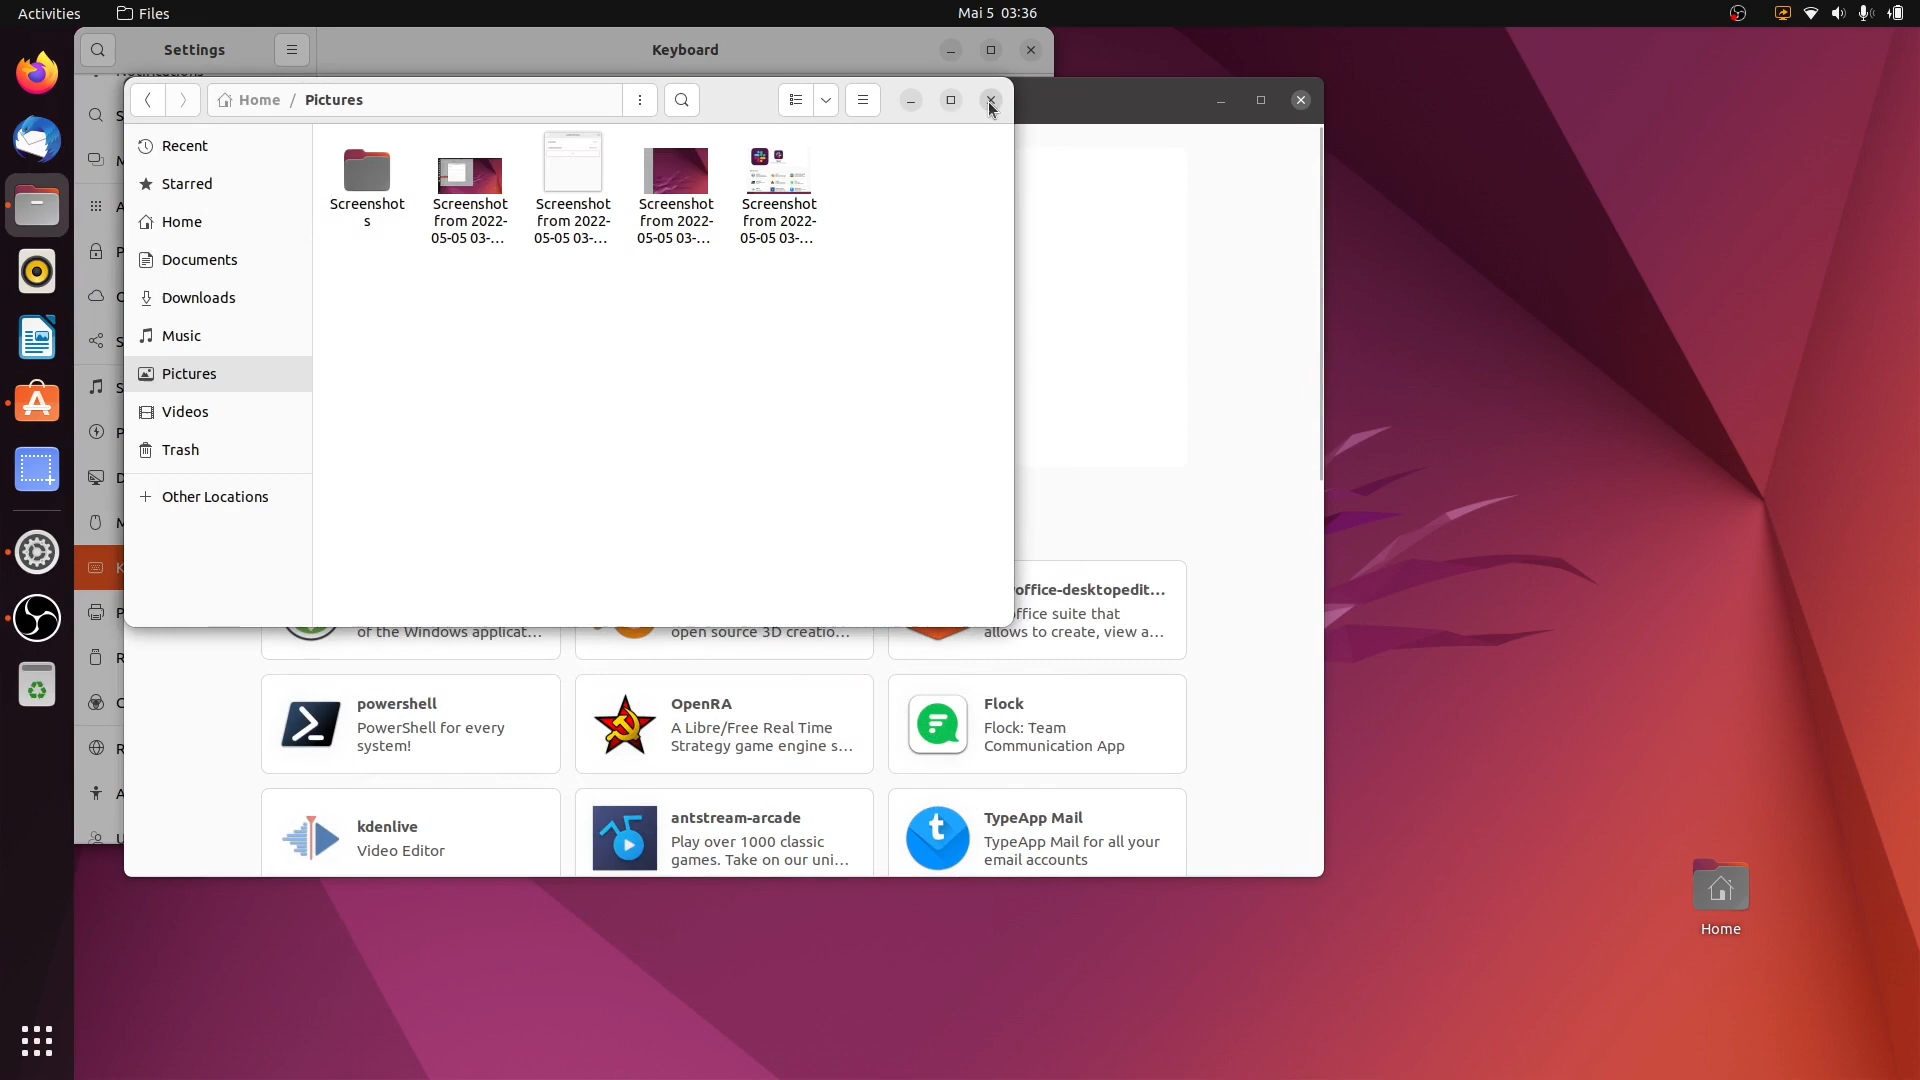 Activities
Files
Mai 5 03:36
Settings
Keyboard
Home / Pictures
Recent
Starred
Home
Documents
Downloads
Music
Pictures
Videos
Trash
Other Locations
Screenshot
s
Screenshot
from 2022-
05-05 03-...
Screenshot
from 2022-
05-05 03-...
Screenshot
from 2022-
05-05 03-...
Screenshot
from 2022-
05-05 03-...
of the Windows applicat...
open source 3D creatio...
office-desktopedit...
office suite that
allows to create, view a...
powershell
PowerShell for every
system!
OpenRA
A Libre/Free Real Time
Strategy game engine s...
Flock
Flock: Team
Communication App
kdenlive
Video Editor
antstream-arcade
Play over 1000 classic
games. Take on our uni...
TypeApp Mail
TypeApp Mail for all your
email accounts
Home